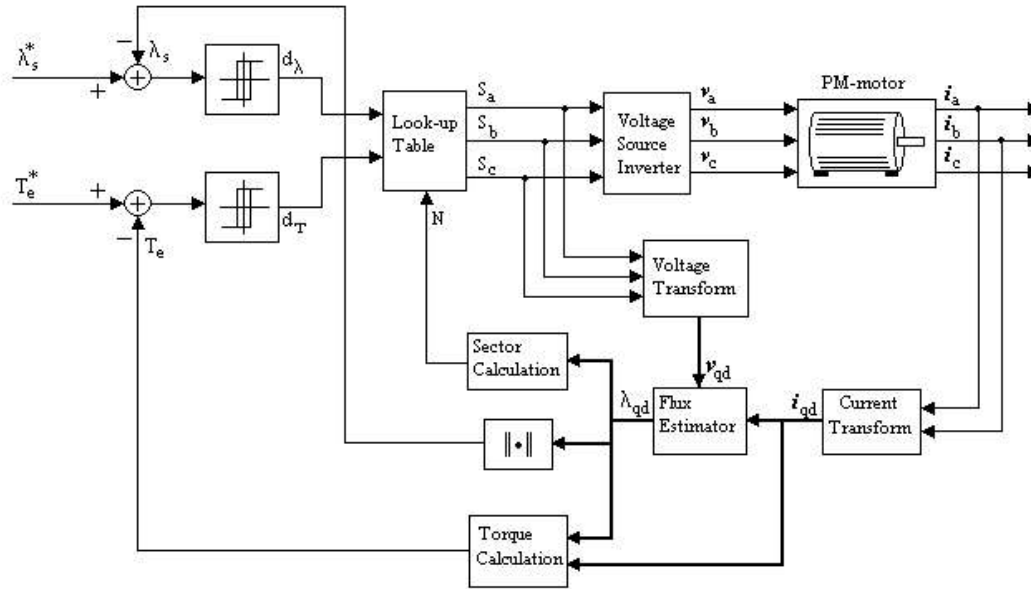 λs*
+
−
λs
+
dλ
Te*
+
−
Te
+
dT
Look-up
Table
N
Sa
Sb
Sc
Voltage
Source
Inverter
va
vb
vc
PM-motor
ia
ib
ic
Voltage
Transform
vqd
Sector
Calculation
λqd
Flux
Estimator
iqd
Current
Transform
‖•‖
Torque
Calculation